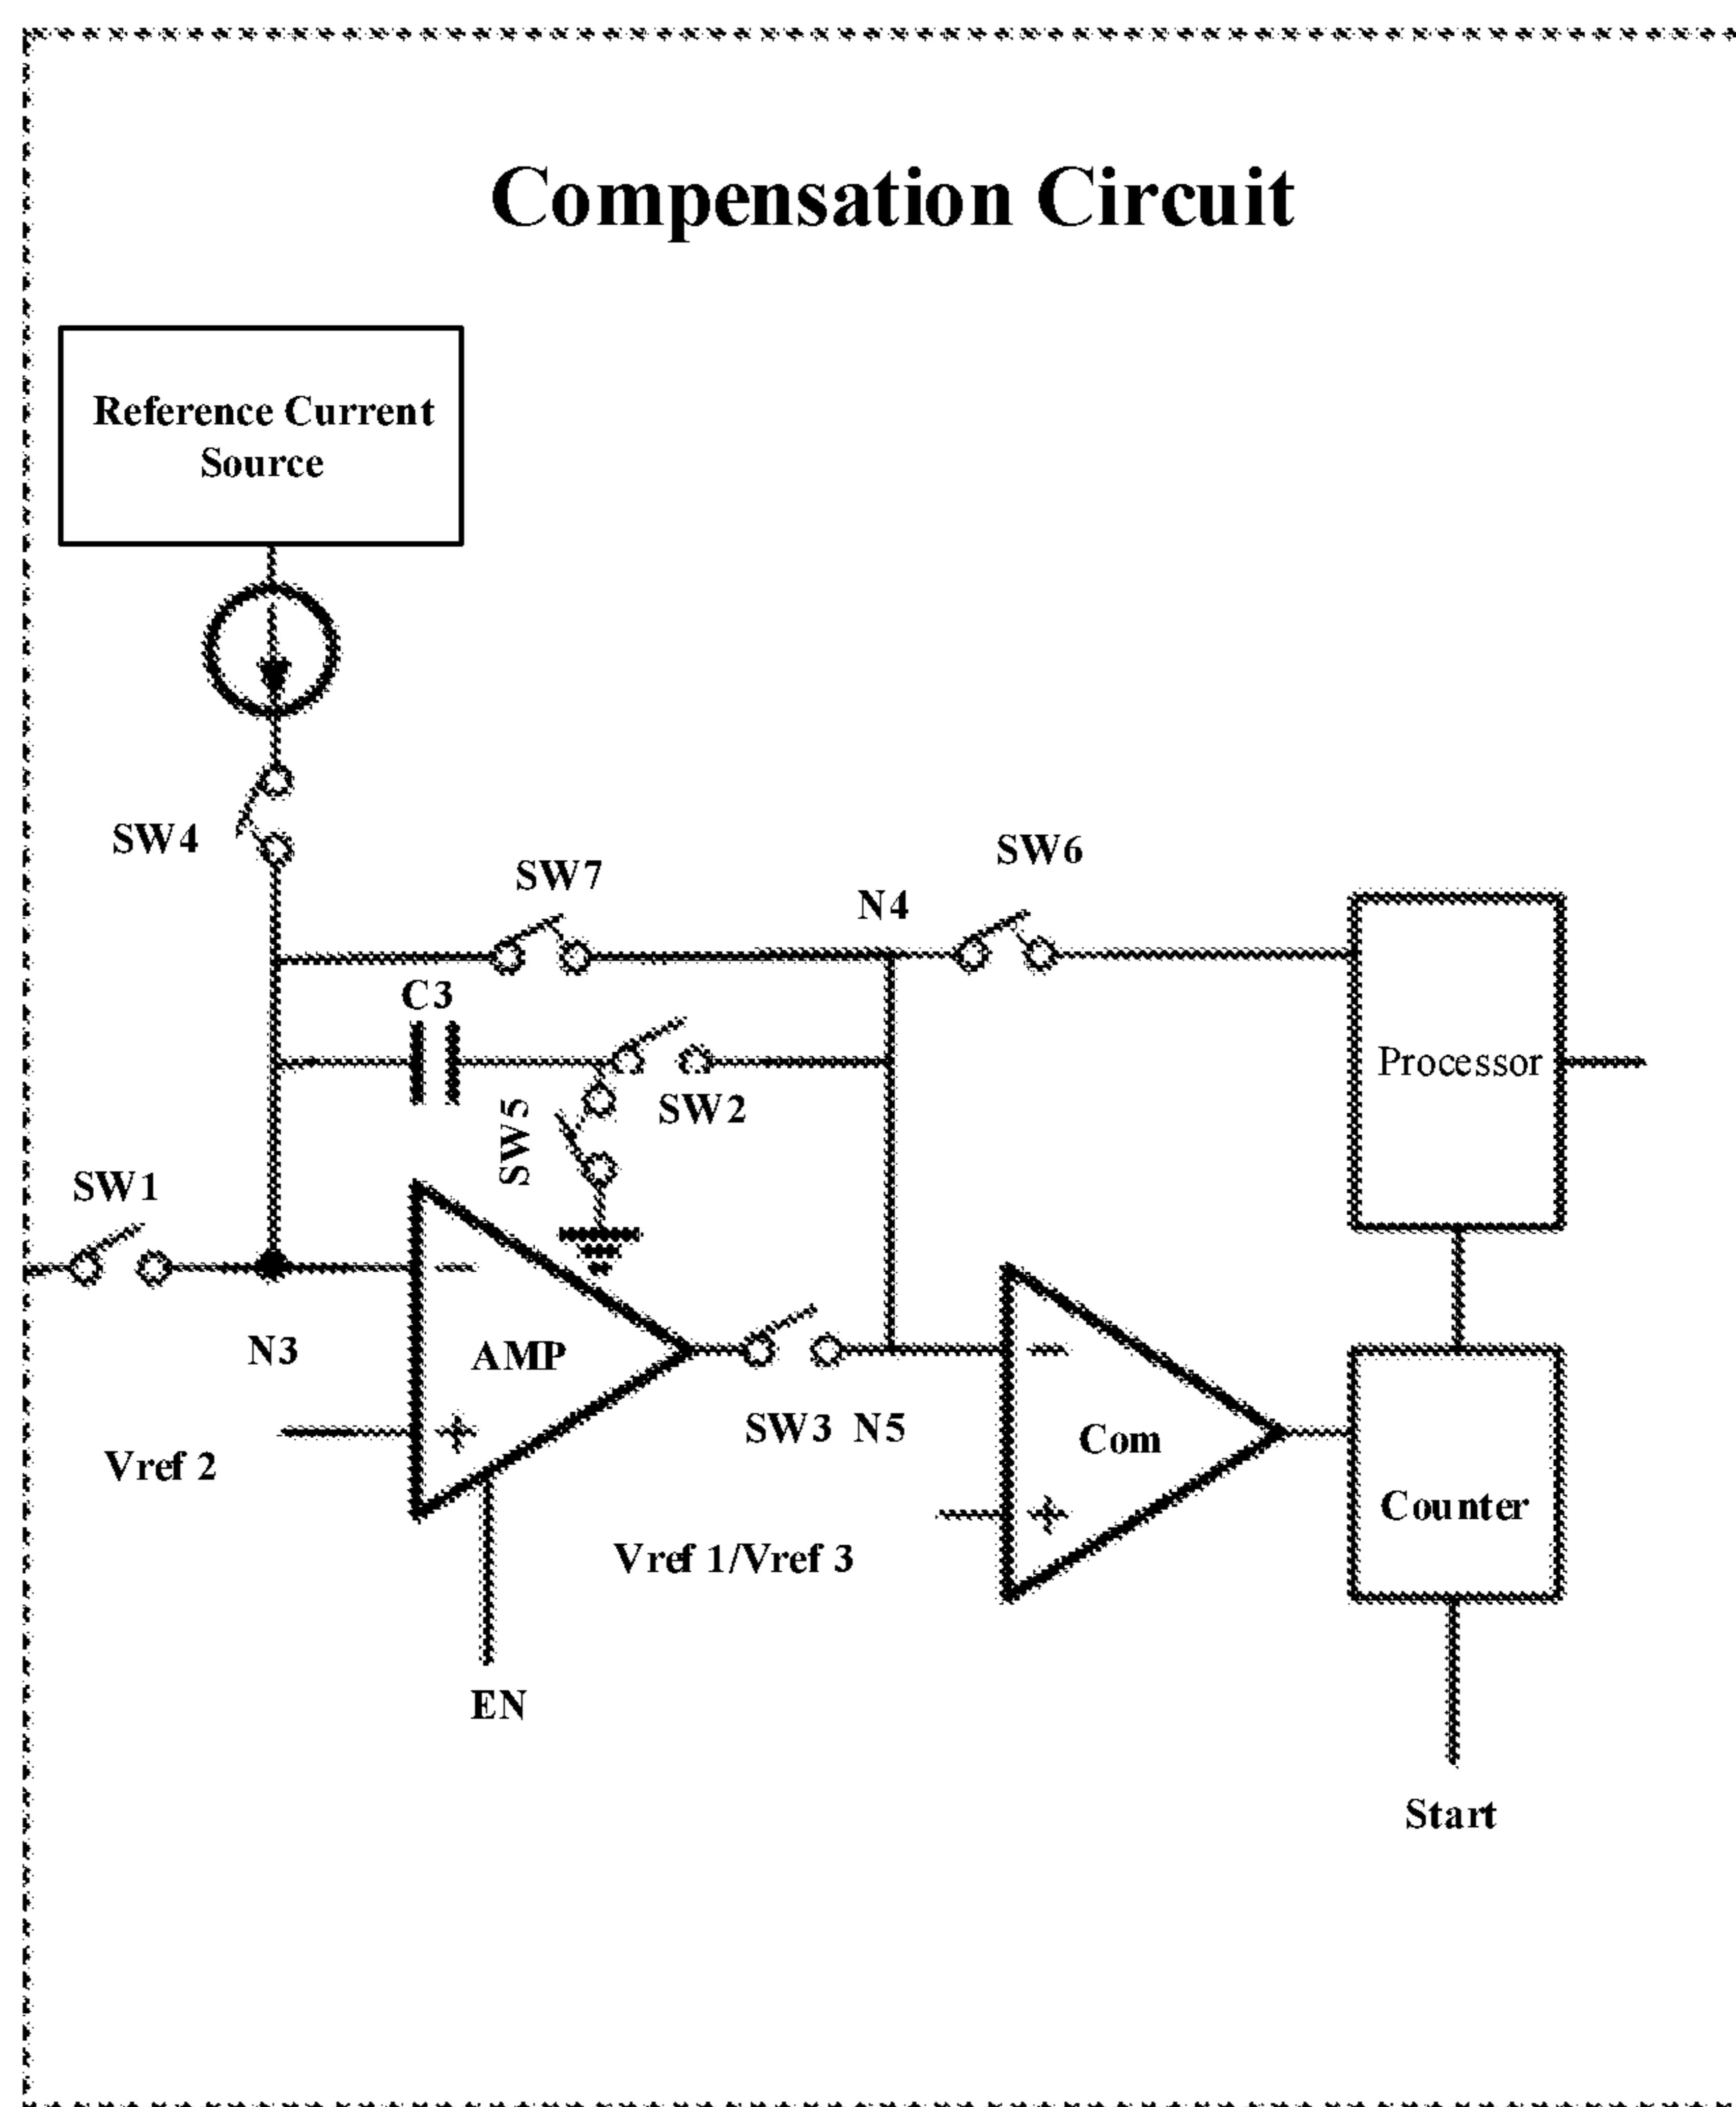 Compensation Circuit
Reference Current
Source
SW4
SW7
N4
SW6
C3
SW5
SW2
Processor
SW1
N3
AMP
−
+
SW3 N5
Vref 2
Com
−
+
Vref 1/Vref 3
Counter
EN
Start